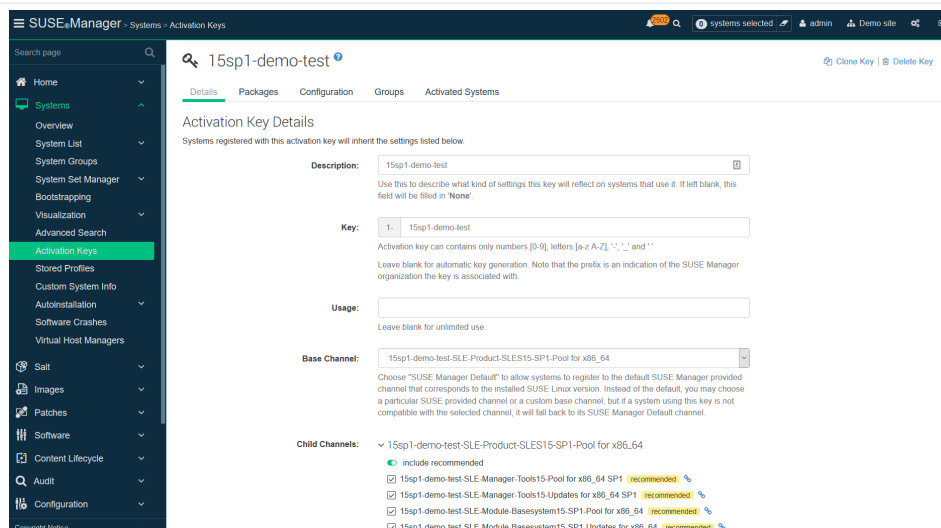 SUSE®Manager > Systems > Activation Keys
2502
0 systems selected
admin
Demo site
Search page
Home
Systems
Overview
System List
System Groups
System Set Manager
Bootstrapping
Visualization
Advanced Search
Activation Keys
Stored Profiles
Custom System Info
Autoinstallation
Software Crashes
Virtual Host Managers
Salt
Images
Patches
Software
Content Lifecycle
Audit
Configuration
Copyright Notice
15sp1-demo-test
Clone Key | Delete Key
Details Packages Configuration Groups Activated Systems
Activation Key Details
Systems registered with this activation key will inherit the settings listed below.
Description: 15sp1-demo-test
Use this to describe what kind of settings this key will reflect on systems that use it. If left blank, this
field will be filled in 'None'.
Key: 1- 15sp1-demo-test
Activation key can contains only numbers [0-9], letters [a-z A-Z], '-', '_' and '.'
Leave blank for automatic key generation. Note that the prefix is an indication of the SUSE Manager
organization the key is associated with.
Usage:
Leave blank for unlimited use.
Base Channel: 15sp1-demo-test-SLE-Product-SLES15-SP1-Pool for x86_64
Choose "SUSE Manager Default" to allow systems to register to the default SUSE Manager provided
channel that corresponds to the installed SUSE Linux version. Instead of the default, you may choose
a particular SUSE provided channel or a custom base channel, but if a system using this key is not
compatible with the selected channel, it will fall back to its SUSE Manager Default channel.
Child Channels: 15sp1-demo-test-SLE-Product-SLES15-SP1-Pool for x86_64
include recommended
15sp1-demo-test-SLE-Manager-Tools15-Pool for x86_64 SP1 recommended
15sp1-demo-test-SLE-Manager-Tools15-Updates for x86_64 SP1 recommended
15sp1-demo-test-SLE-Module-Basesystem15-SP1-Pool for x86_64 recommended
15sp1-demo-test-SLE-Module-Basesystem15-SP1-Updates for x86_64 recommended